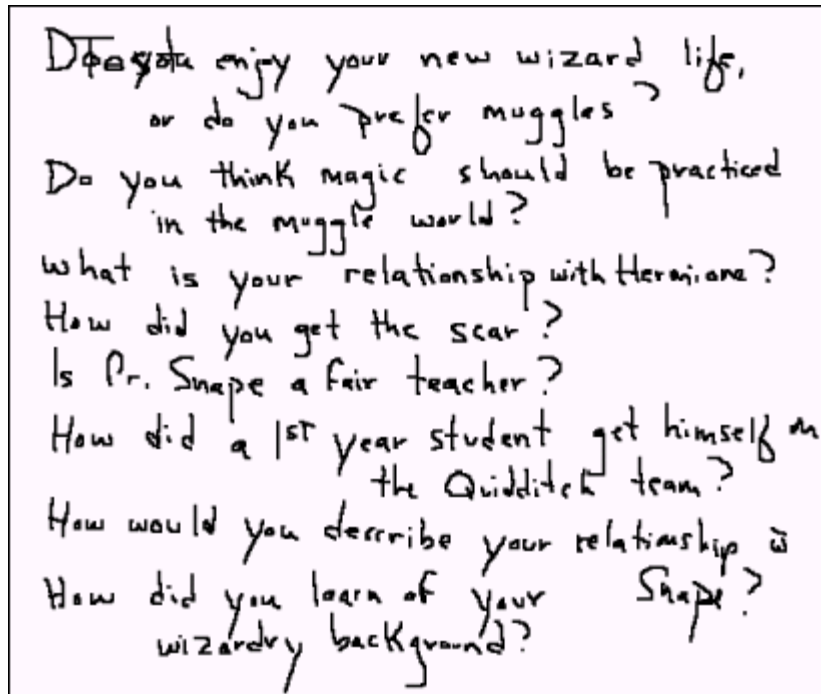 Do you enjoy your new wizard life,
or do you prefer muggles?
Do you think magic should be practiced
in the muggle world?
What is your relationship with Hermione?
How did you get the scar?
Is Pr. Snape a fair teacher?
How did a 1st year student get himself on
the Quidditch team?
How would you describe your relationship w̄
Snape?
How did you learn of your
wizardry background?